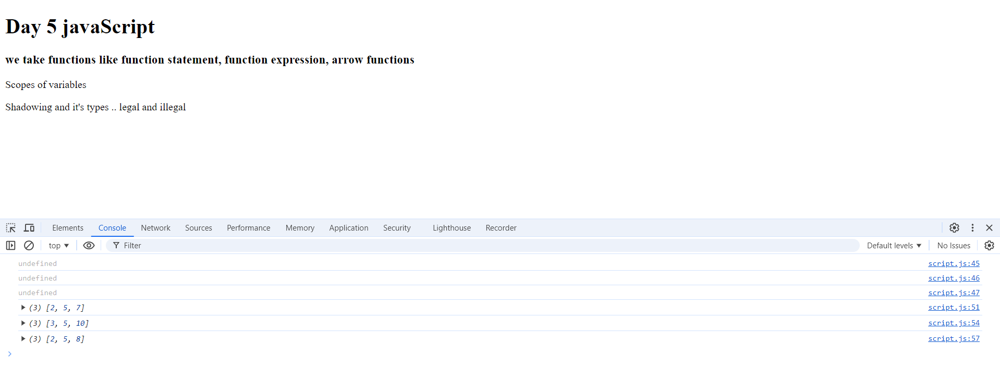 Day 5 javaScript
we take functions like function statement, function expression, arrow functions
Scopes of variables
Shadowing and it's types .. legal and illegal
Elements Console Network Sources Performance Memory Application Security Lighthouse Recorder
top Filter Default levels No Issues
undefined script.js:45
undefined script.js:46
undefined script.js:47
(3) [2, 5, 7] script.js:51
(3) [3, 5, 10] script.js:54
(3) [2, 5, 8] script.js:57